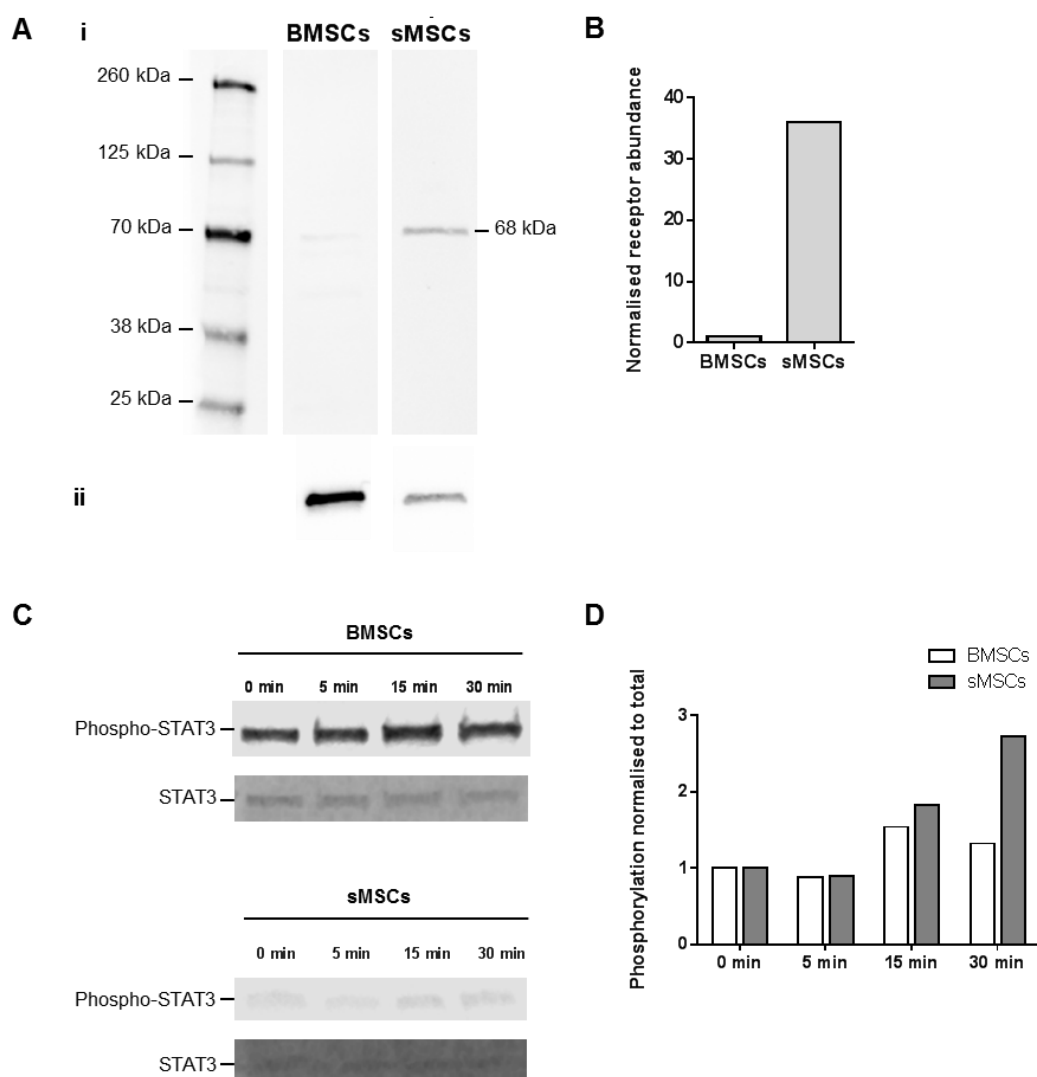 A
i
BMSCs sMSCs
260 kDa
125 kDa
70 kDa
68 kDa
38 kDa
25 kDa
ii
B
Normalised receptor abundance
40
30
20
10
0
BMSCs sMSCs
C
BMSCs
0 min 5 min 15 min 30 min
Phospho-STAT3
STAT3
sMSCs
0 min 5 min 15 min 30 min
Phospho-STAT3
STAT3
D
BMSCs
sMSCs
Phosphorylation normalised to total
3
2
1
0
0 min 5 min 15 min 30 min